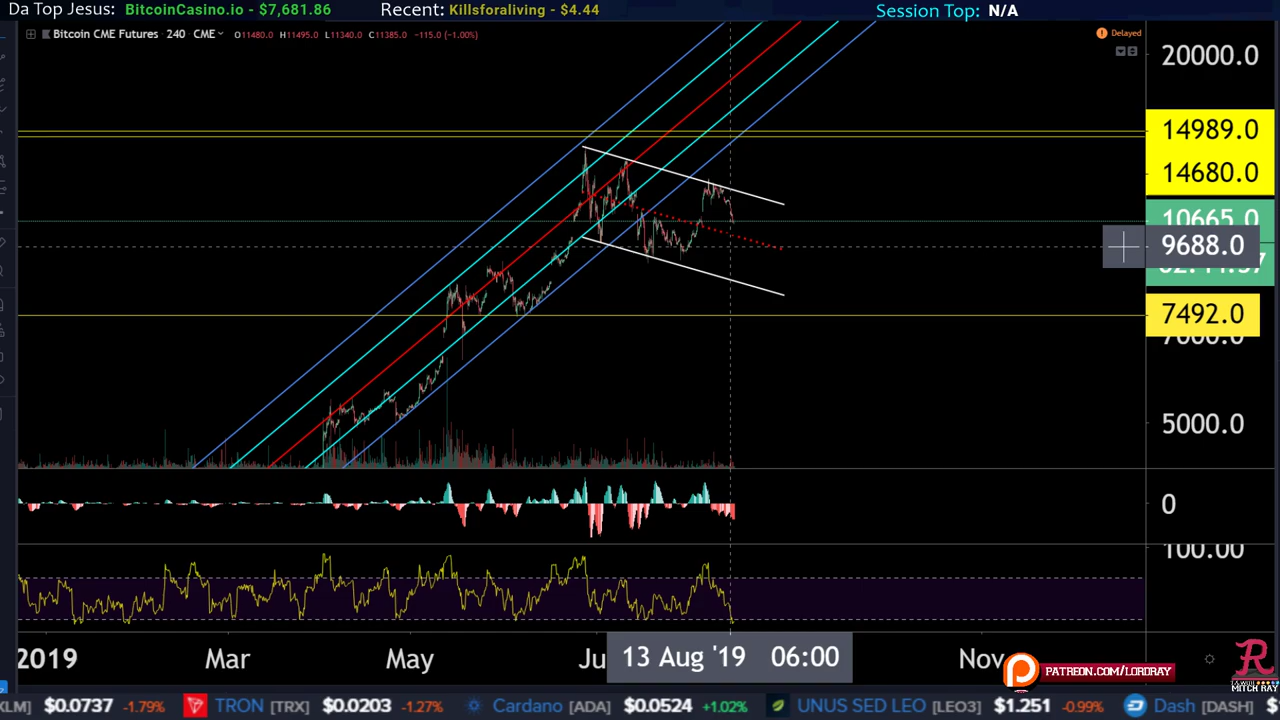 Da Top Jesus: BitcoinCasino.io - $7,681.86 Recent: Killsforaliving - $4.44 Session Top: N/A
Bitcoin CME Futures · 240 · CME O11480.0 H11495.0 L11340.0 C11385.0 -115.0 (-1.00%) Delayed
20000.0
14989.0
14680.0
10665.0
9688.0
7492.0
7000.0
5000.0
0
100.00
2019 Mar May Ju 13 Aug '19 06:00 Nov
PATREON.COM/LORDRAY
MITCH RAY
XLM] $0.0737 -1.79% TRON [TRX] $0.0203 -1.27% Cardano [ADA] $0.0524 +1.02% UNUS SED LEO [LEO3] $1.251 -0.99% Dash [DASH] $